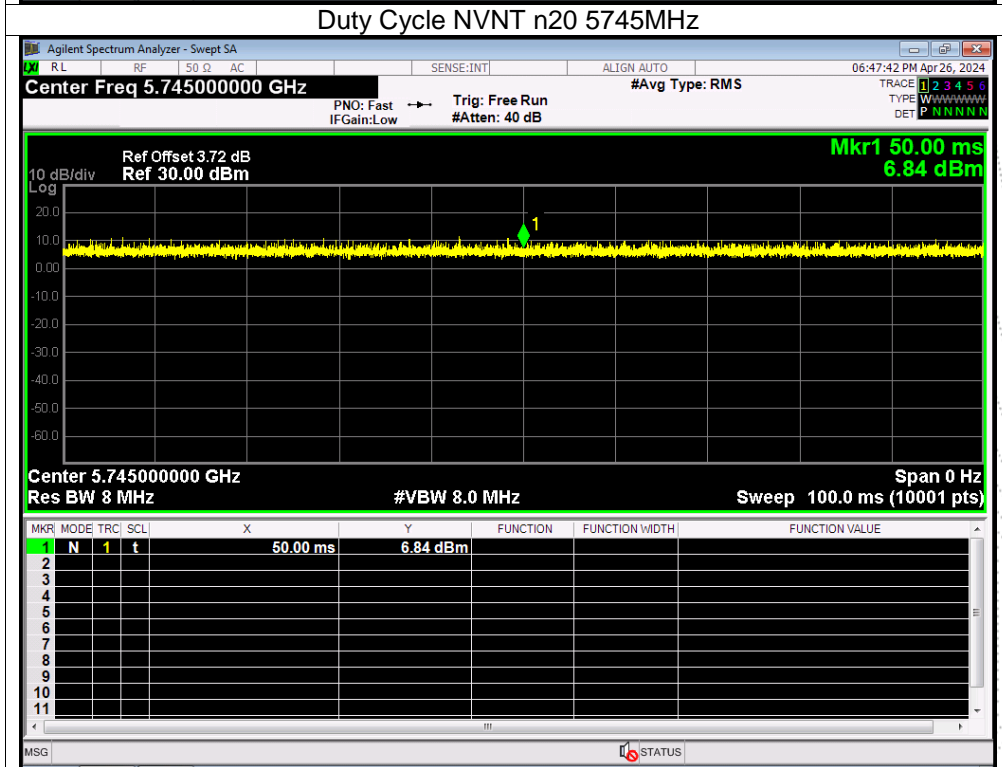 Duty Cycle NVNT n20 5745MHz
Agilent Spectrum Analyzer - Swept SA
LXI RL RF 50 Ω AC SENSE:INT ALIGN AUTO 06:47:42 PM Apr 26, 2024
Center Freq 5.745000000 GHz #Avg Type: RMS TRACE 1 2 3 4 5 6
PNO: Fast Trig: Free Run TYPE WWWWWW
IFGain:Low #Atten: 40 dB DET P N N N N N
Mkr1 50.00 ms
Ref Offset 3.72 dB 6.84 dBm
10 dB/div Ref 30.00 dBm
Log
20.0
1
10.0
0.00
-10.0
-20.0
-30.0
-40.0
-50.0
-60.0
Center 5.745000000 GHz Span 0 Hz
Res BW 8 MHz #VBW 8.0 MHz Sweep 100.0 ms (10001 pts)
MKR MODE TRC SCL X Y FUNCTION FUNCTION WIDTH FUNCTION VALUE
1 N 1 t 50.00 ms 6.84 dBm
2
3
4
5
6
7
8
9
10
11
MSG STATUS